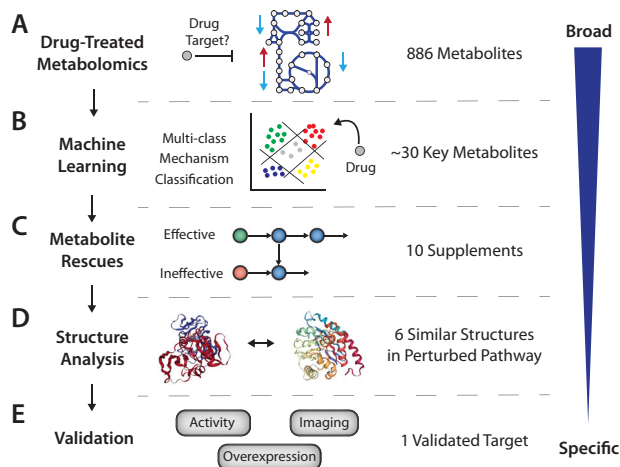 A
Drug-Treated
Metabolomics
Drug
Target?
886 Metabolites
Broad
B
Machine
Learning
Multi-class
Mechanism
Classification
Drug
~30 Key Metabolites
C
Metabolite
Rescues
Effective
Ineffective
10 Supplements
D
Structure
Analysis
6 Similar Structures
in Perturbed Pathway
E
Validation
Activity
Imaging
Overexpression
1 Validated Target
Specific